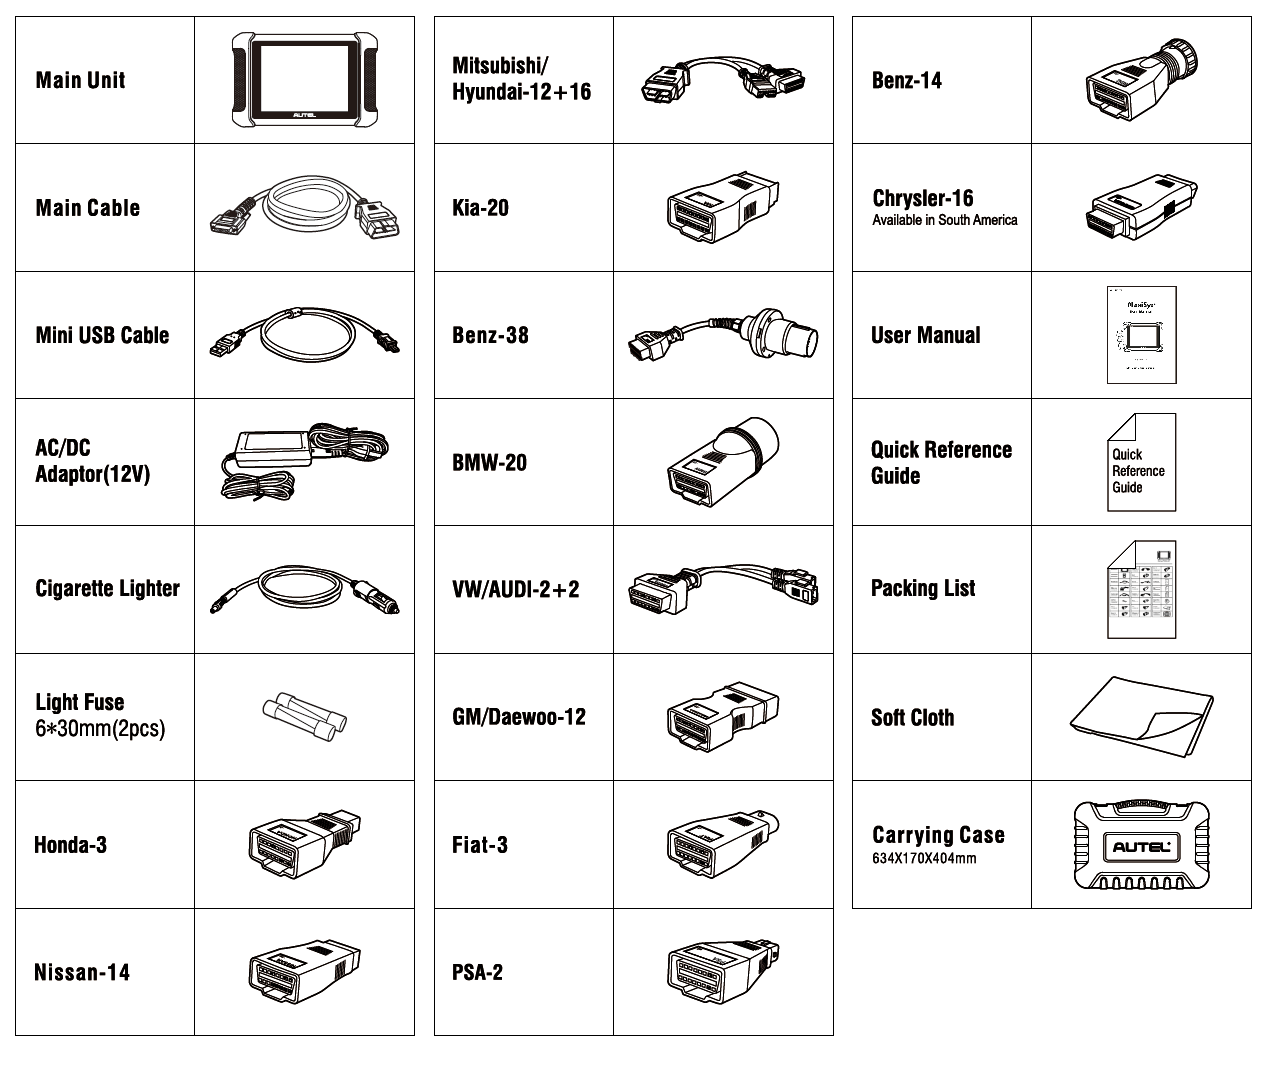 Main Unit
AUTEL
Main Cable
Mini USB Cable
AC/DC
Adaptor(12V)
Cigarette Lighter
Light Fuse
6*30mm(2pcs)
Honda-3
Nissan-14
Mitsubishi/
Hyundai-12+16
Kia-20
Benz-38
BMW-20
VW/AUDI-2+2
GM/Daewoo-12
Fiat-3
PSA-2
Benz-14
Chrysler-16
Available in South America
User Manual
MaxiSys
Quick Reference
Guide
Quick
Reference
Guide
Packing List
Soft Cloth
Carrying Case
634X170X404mm
AUTEL